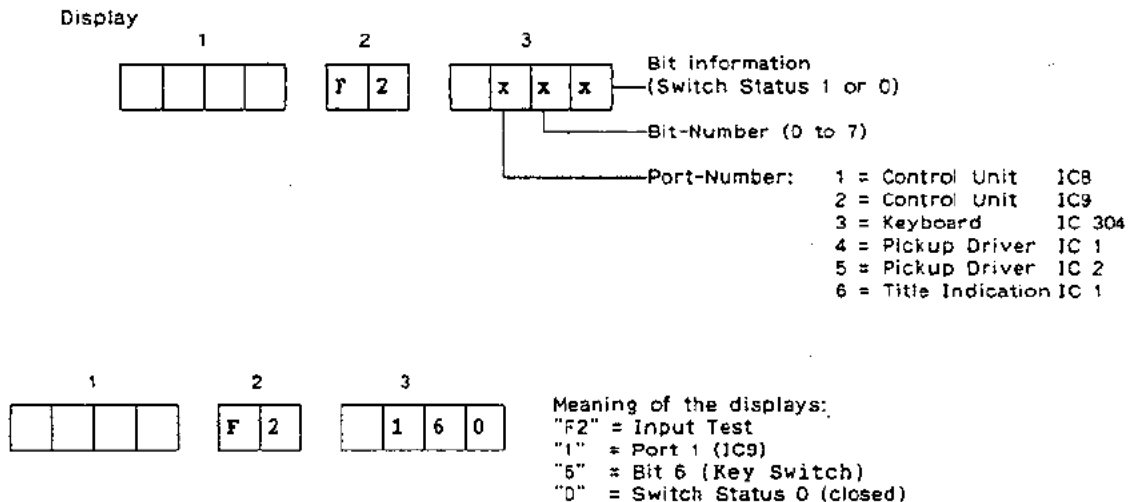 Display
1 2 3
F 2 x x x
Bit information
(Switch Status 1 or 0)
Bit-Number (0 to 7)
Port-Number: 1 = Control Unit IC8
2 = Control Unit IC9
3 = Keyboard IC 304
4 = Pickup Driver IC 1
5 = Pickup Driver IC 2
6 = Title Indication IC 1
1 2 3
F 2 1 6 0
Meaning of the displays:
"F2" = Input Test
"1" = Port 1 (IC9)
"6" = Bit 6 (Key Switch)
"0" = Switch Status 0 (closed)